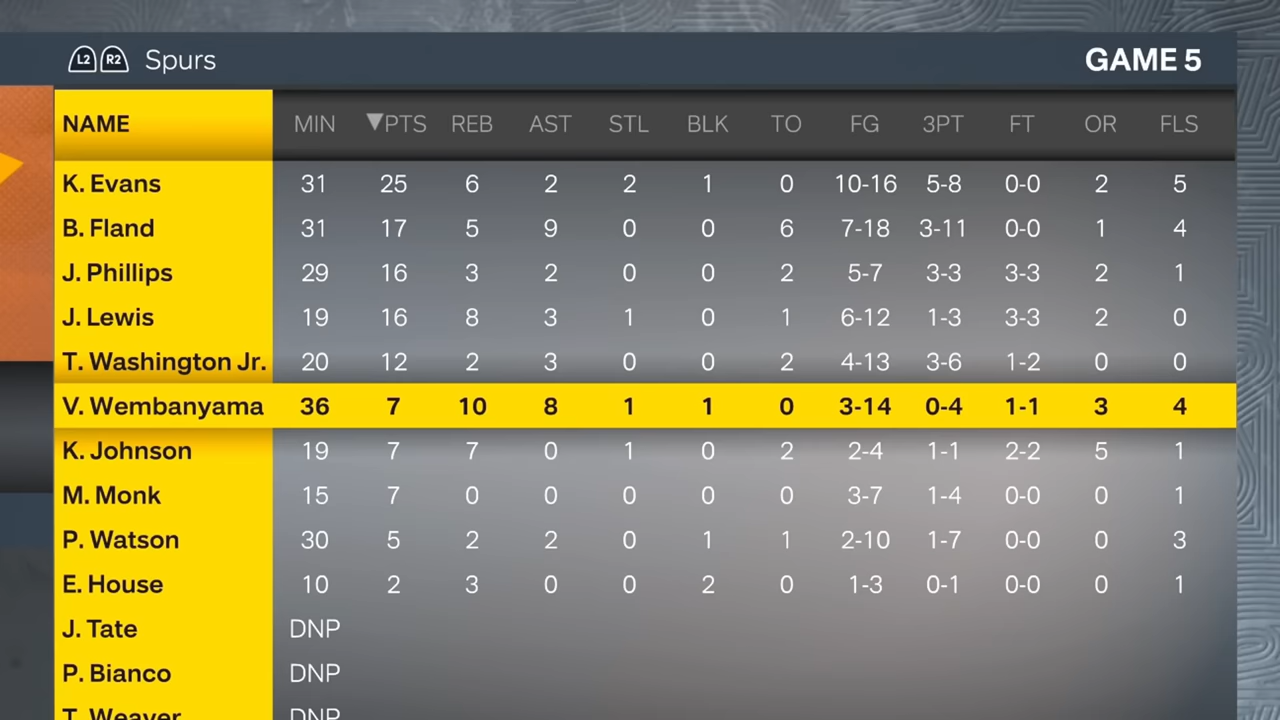 L2 R2 Spurs GAME 5
NAME MIN ▼PTS REB AST STL BLK TO FG 3PT FT OR FLS
K. Evans 31 25 6 2 2 1 0 10-16 5-8 0-0 2 5
B. Fland 31 17 5 9 0 0 6 7-18 3-11 0-0 1 4
J. Phillips 29 16 3 2 0 0 2 5-7 3-3 3-3 2 1
J. Lewis 19 16 8 3 1 0 1 6-12 1-3 3-3 2 0
T. Washington Jr. 20 12 2 3 0 0 2 4-13 3-6 1-2 0 0
V. Wembanyama 36 7 10 8 1 1 0 3-14 0-4 1-1 3 4
K. Johnson 19 7 7 0 1 0 2 2-4 1-1 2-2 5 1
M. Monk 15 7 0 0 0 0 0 3-7 1-4 0-0 0 1
P. Watson 30 5 2 2 0 1 1 2-10 1-7 0-0 0 3
E. House 10 2 3 0 0 2 0 1-3 0-1 0-0 0 1
J. Tate DNP
P. Bianco DNP
T. Weaver DNP